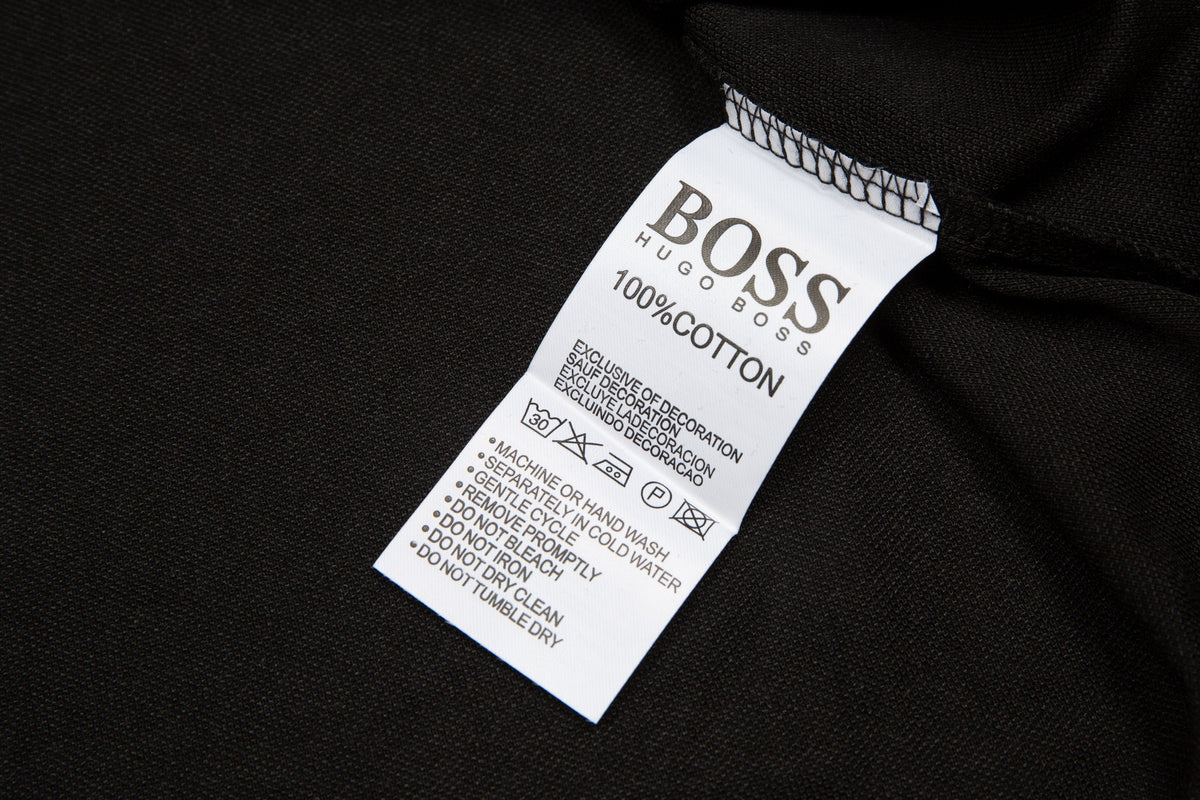 BOSS
HUGO BOSS
100%COTTON
EXCLUSIVE OF DECORATION
SAUF DECORATION
EXCLUYE LADECORACION
EXCLUINDO DECORACAO
30 P
•MACHINE OR HAND WASH
•SEPARATELY IN COLD WATER
•GENTLE CYCLE
•REMOVE PROMPTLY
•DO NOT BLEACH
•DO NOT IRON
•DO NOT DRY CLEAN
•DO NOT TUMBLE DRY